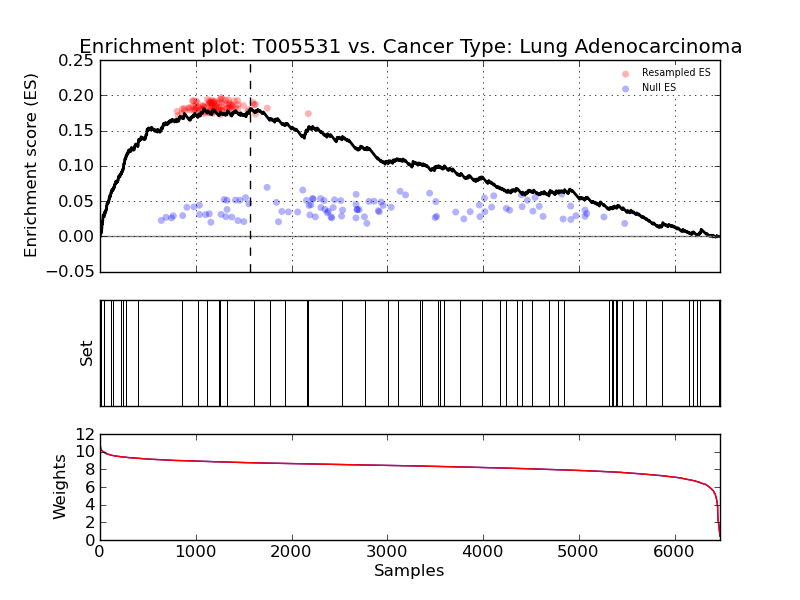 Enrichment plot: T005531 vs. Cancer Type: Lung Adenocarcinoma
Enrichment score (ES)
0.25
0.20
0.15
0.10
0.05
0.00
−0.05
Resampled ES
Null ES
Set
Weights
12
10
8
6
4
2
0
0 1000 2000 3000 4000 5000 6000
Samples